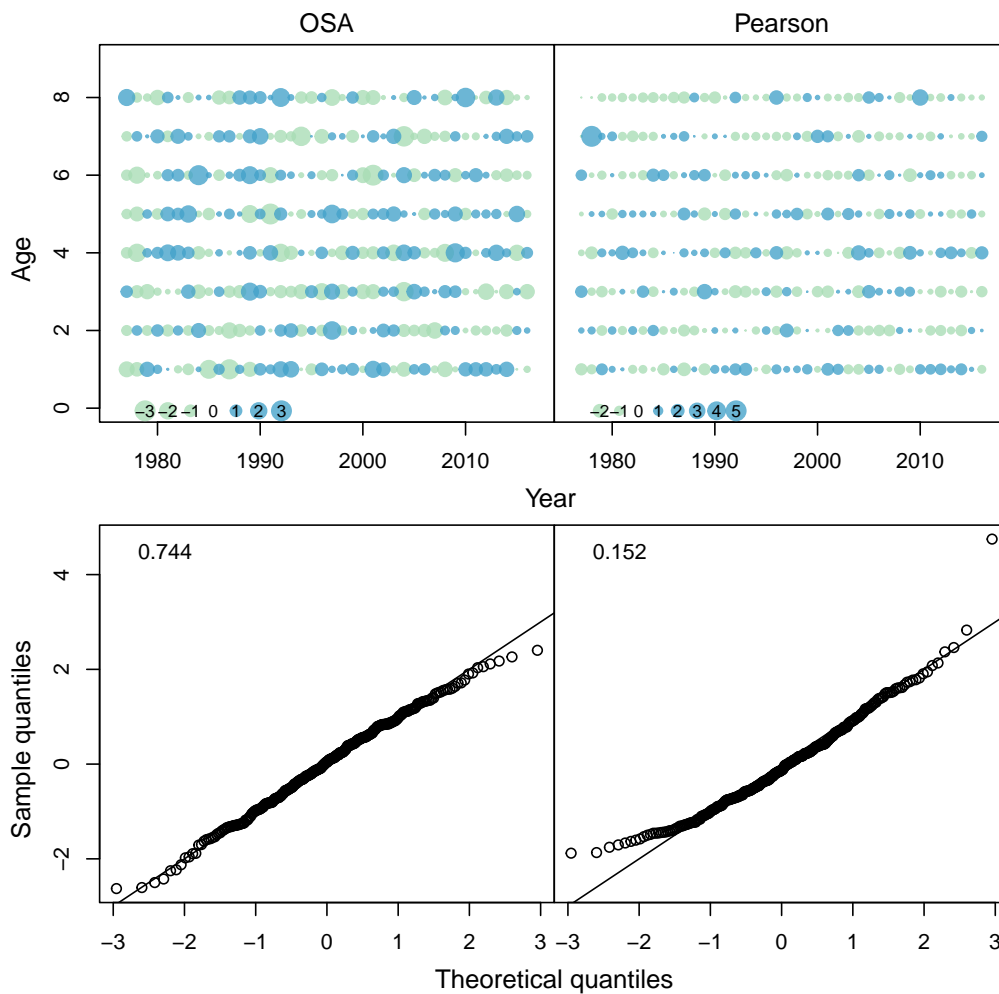 OSA Pearson
8
6
4
2
0
Age
−3 −2 −1 0 1 2 3
−2 −1 0 1 2 3 4 5
1980 1990 2000 2010 1980 1990 2000 2010
Year
0.744 0.152
4
2
0
−2
Sample quantiles
−3 −2 −1 0 1 2 3 −3 −2 −1 0 1 2 3
Theoretical quantiles